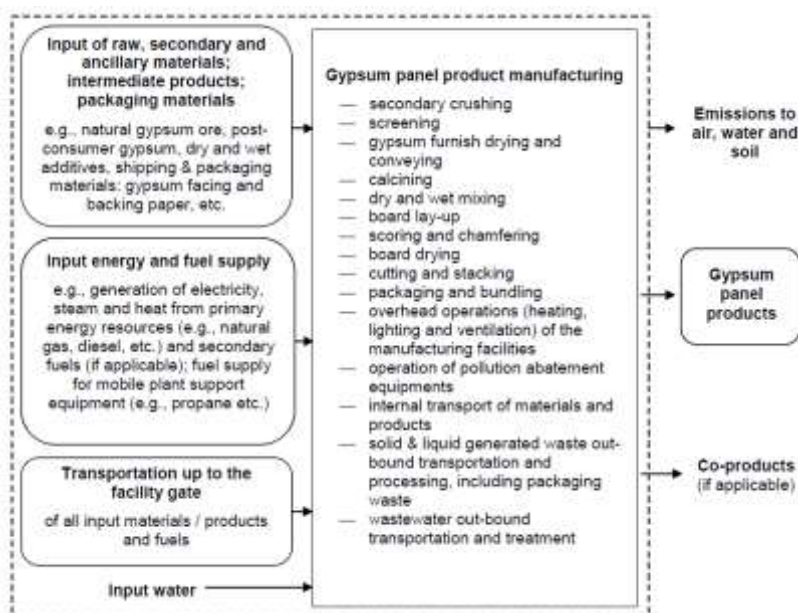 Input of raw, secondary and
ancillary materials;
intermediate products;
packaging materials
e.g., natural gypsum ore, post-
consumer gypsum, dry and wet
additives, shipping & packaging
materials: gypsum facing and
backing paper, etc.
Input energy and fuel supply
e.g., generation of electricity,
steam and heat from primary
energy resources (e.g., natural
gas, diesel, etc.) and secondary
fuels (if applicable); fuel supply
for mobile plant support
equipment (e.g., propane etc.)
Transportation up to the
facility gate
of all input materials / products
and fuels
Input water
Gypsum panel product manufacturing
— secondary crushing
— screening
— gypsum furnish drying and
conveying
— calcining
— dry and wet mixing
— board lay-up
— scoring and chamfering
— board drying
— cutting and stacking
— packaging and bundling
— overhead operations (heating,
lighting and ventilation) of the
manufacturing facilities
— operation of pollution abatement
equipments
— internal transport of materials and
products
— solid & liquid generated waste out-
bound transportation and
processing, including packaging
waste
— wastewater out-bound
transportation and treatment
Emissions to
air, water and
soil
Gypsum
panel
products
Co-products
(if applicable)